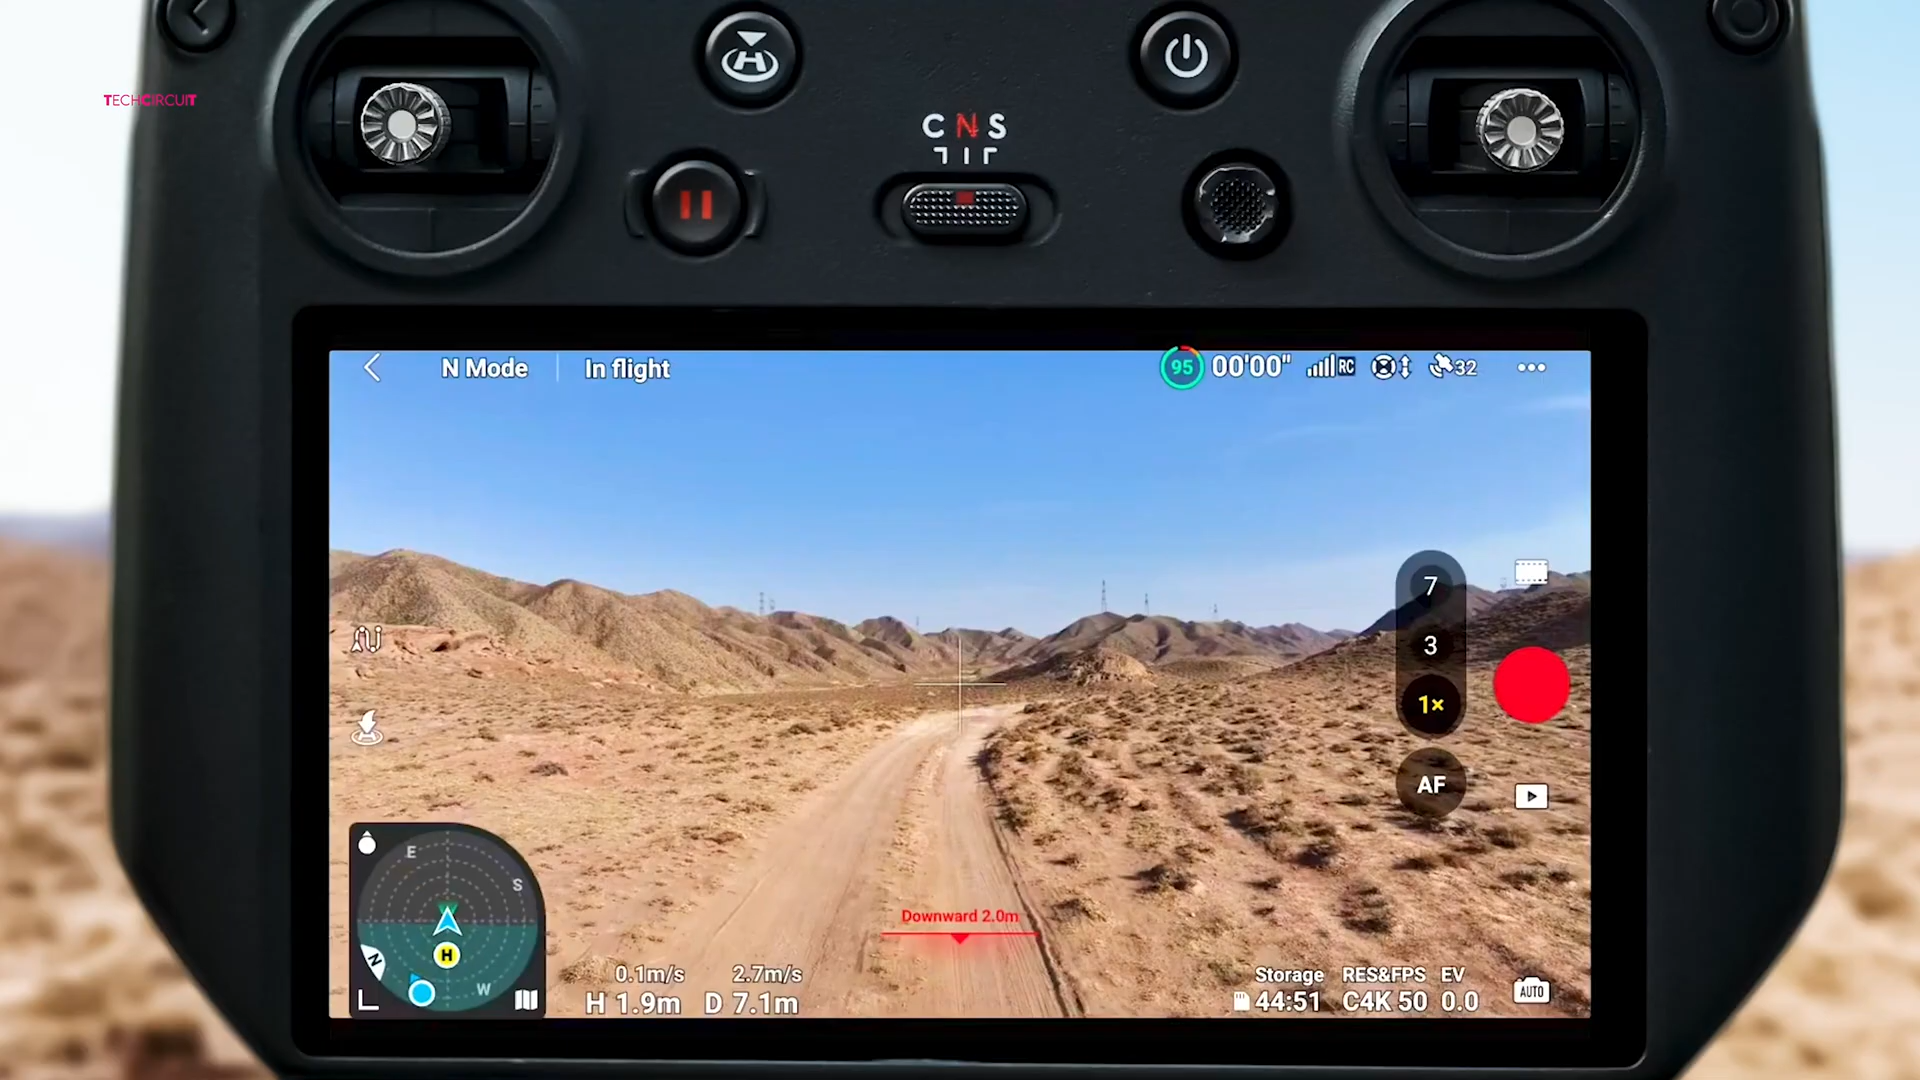 TECHCIRCUIT
C N S
N Mode
In flight
95
00'00"
RC
32
7
3
1×
AF
E
S
N
H
W
Downward 2.0m
0.1m/s 2.7m/s
H 1.9m D 7.1m
Storage RES&FPS EV
44:51 C4K 50 0.0
AUTO